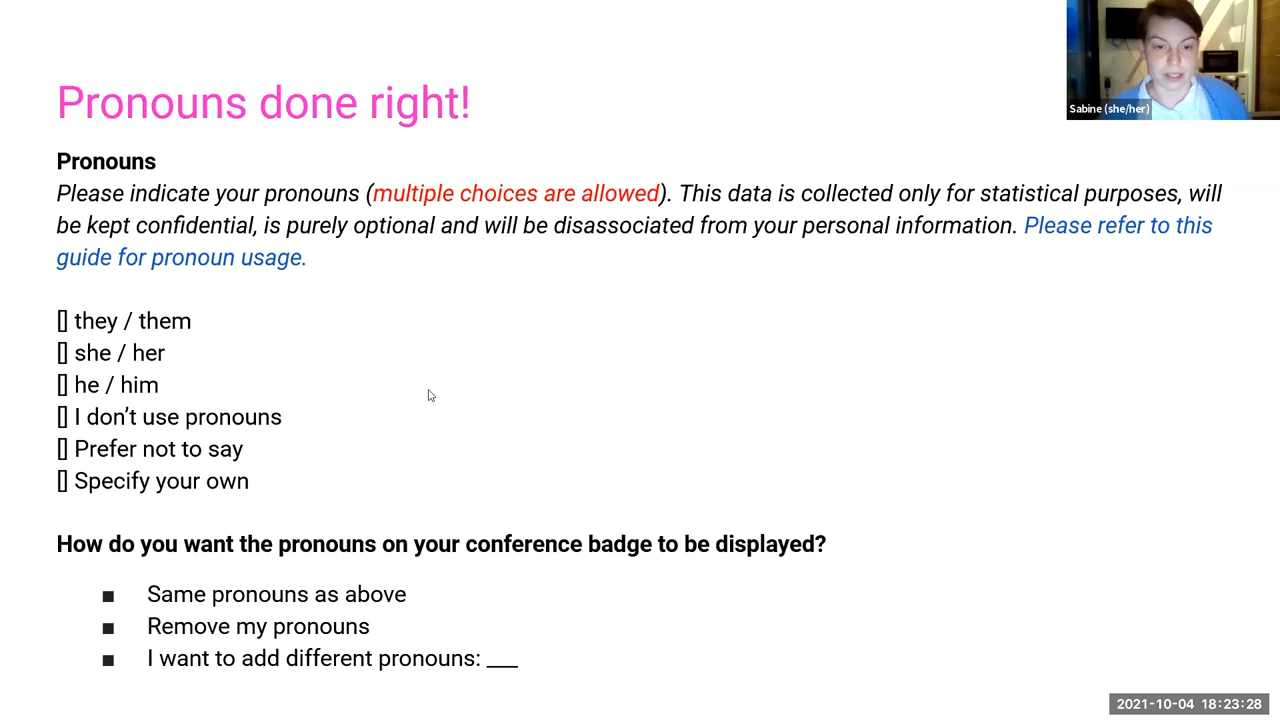 Pronouns done right!
Sabine (she/her)
Pronouns
Please indicate your pronouns (multiple choices are allowed). This data is collected only for statistical purposes, will
be kept confidential, is purely optional and will be disassociated from your personal information. Please refer to this
guide for pronoun usage.
[] they / them
[] she / her
[] he / him
[] I don’t use pronouns
[] Prefer not to say
[] Specify your own
How do you want the pronouns on your conference badge to be displayed?
■ Same pronouns as above
■ Remove my pronouns
■ I want to add different pronouns: ___
2021-10-04 18:23:28